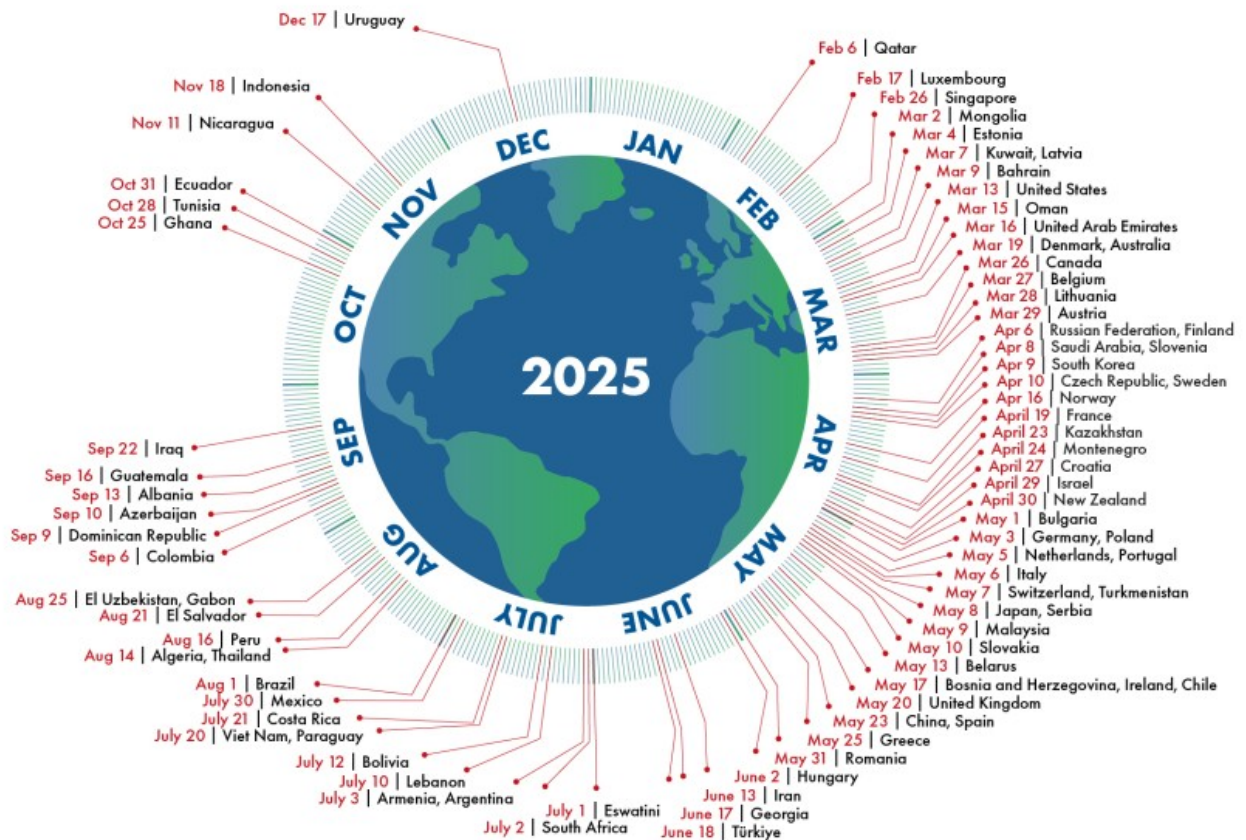 Dec 17 | Uruguay
Nov 18 | Indonesia
Nov 11 | Nicaragua
Oct 31 | Ecuador
Oct 28 | Tunisia
Oct 25 | Ghana
Sep 22 | Iraq
Sep 16 | Guatemala
Sep 13 | Albania
Sep 10 | Azerbaijan
Sep 9 | Dominican Republic
Sep 6 | Colombia
Aug 25 | El Uzbekistan, Gabon
Aug 21 | El Salvador
Aug 16 | Peru
Aug 14 | Algeria, Thailand
Aug 1 | Brazil
July 30 | Mexico
July 21 | Costa Rica
July 20 | Viet Nam, Paraguay
July 12 | Bolivia
July 10 | Lebanon
July 3 | Armenia, Argentina
July 1 | Eswatini
July 2 | South Africa
JAN
FEB
MAR
APR
MAY
JUNE
JULY
AUG
SEP
OCT
NOV
DEC
2025
Feb 6 | Qatar
Feb 17 | Luxembourg
Feb 26 | Singapore
Mar 2 | Mongolia
Mar 4 | Estonia
Mar 7 | Kuwait, Latvia
Mar 9 | Bahrain
Mar 13 | United States
Mar 15 | Oman
Mar 16 | United Arab Emirates
Mar 19 | Denmark, Australia
Mar 26 | Canada
Mar 27 | Belgium
Mar 28 | Lithuania
Mar 29 | Austria
Apr 6 | Russian Federation, Finland
Apr 8 | Saudi Arabia, Slovenia
Apr 9 | South Korea
Apr 10 | Czech Republic, Sweden
Apr 16 | Norway
April 19 | France
April 23 | Kazakhstan
April 24 | Montenegro
April 27 | Croatia
April 29 | Israel
April 30 | New Zealand
May 1 | Bulgaria
May 3 | Germany, Poland
May 5 | Netherlands, Portugal
May 6 | Italy
May 7 | Switzerland, Turkmenistan
May 8 | Japan, Serbia
May 9 | Malaysia
May 10 | Slovakia
May 13 | Belarus
May 17 | Bosnia and Herzegovina, Ireland, Chile
May 20 | United Kingdom
May 23 | China, Spain
May 25 | Greece
May 31 | Romania
June 2 | Hungary
June 13 | Iran
June 17 | Georgia
June 18 | Türkiye